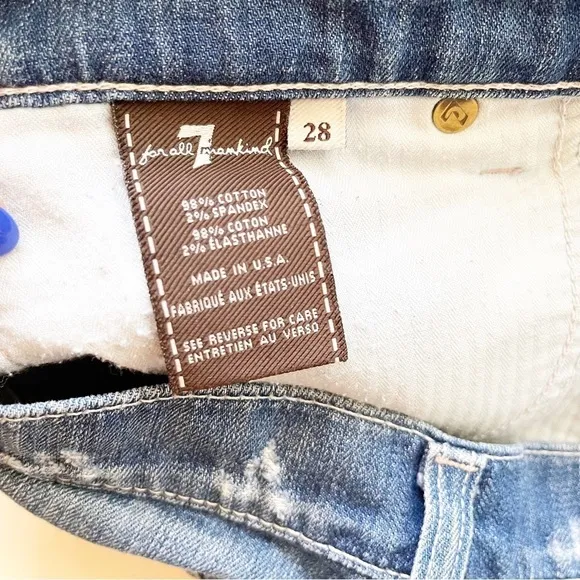 7
for all mankind
28
98% COTTON
2% SPANDEX
98% COTON
2% ÉLASTHANNE
MADE IN U.S.A.
FABRIQUÉ AUX ÉTATS-UNIS
SEE REVERSE FOR CARE
ENTRETIEN AU VERSO